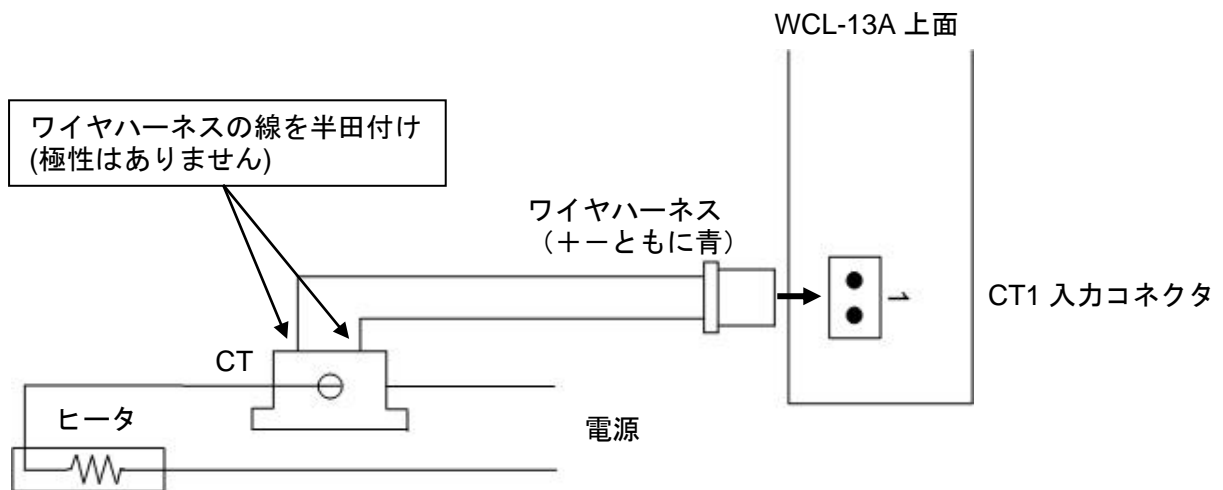 WCL-13A 上面
ワイヤハーネスの線を半田付け
(極性はありません)
ワイヤハーネス
(+-ともに青)
1
CT1 入力コネクタ
CT
ヒータ
電源